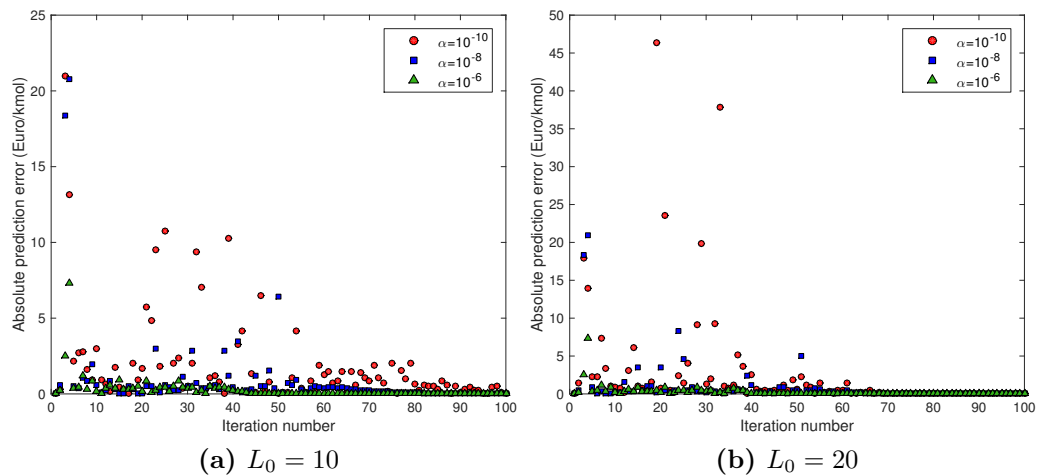 25
20
15
10
5
0
Absolute prediction error (Euro/kmol)
α=10⁻¹⁰
α=10⁻⁸
α=10⁻⁶
0 10 20 30 40 50 60 70 80 90 100
Iteration number
(a) L₀ = 10
50
45
40
35
30
25
20
15
10
5
0
Absolute prediction error (Euro/kmol)
α=10⁻¹⁰
α=10⁻⁸
α=10⁻⁶
0 10 20 30 40 50 60 70 80 90 100
Iteration number
(b) L₀ = 20